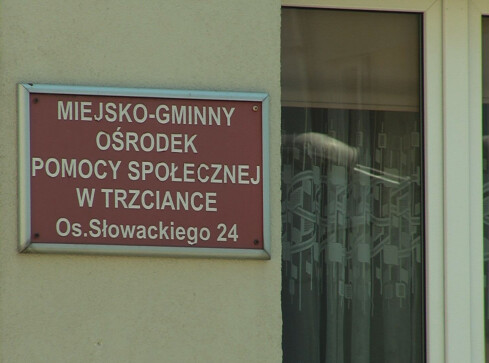 MIEJSKO-GMINNY
OŚRODEK
POMOCY SPOŁECZNEJ
W TRZCIANCE
Os.Słowackiego 24